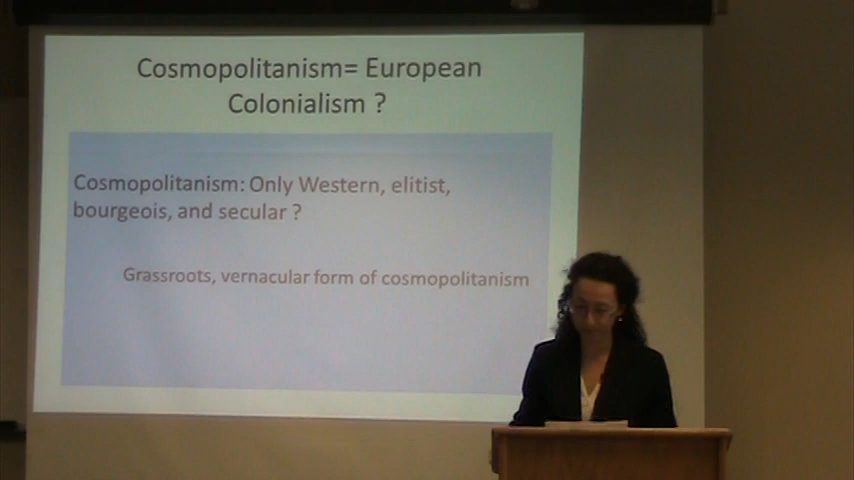 Cosmopolitanism= European
Colonialism ?
Cosmopolitanism: Only Western, elitist,
bourgeois, and secular ?
Grassroots, vernacular form of cosmopolitanism